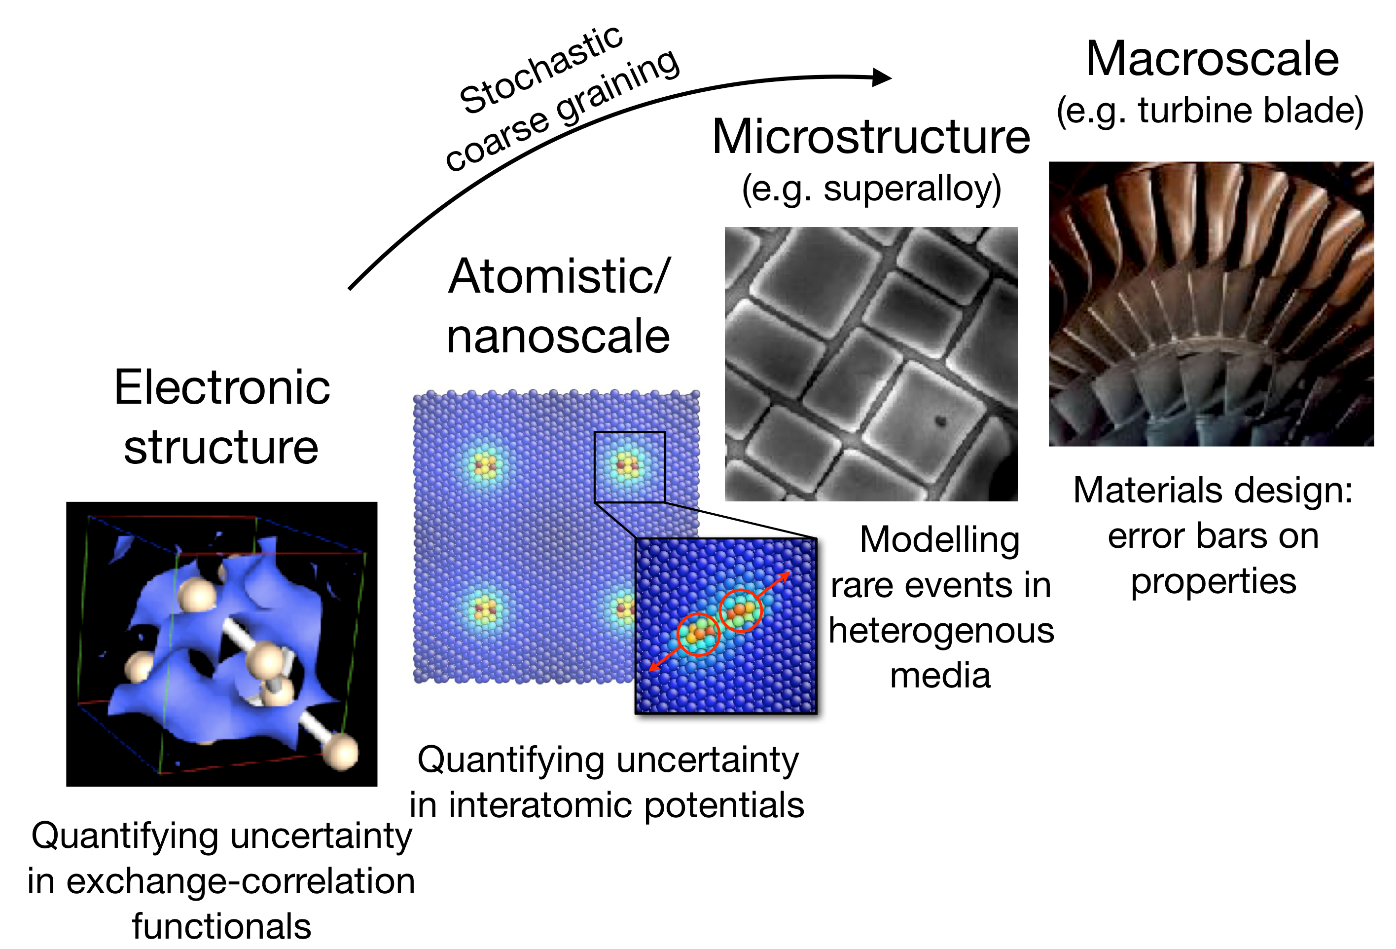 Stochastic
coarse graining
Macroscale
(e.g. turbine blade)
Microstructure
(e.g. superalloy)
Atomistic/
nanoscale
Electronic
structure
Materials design:
error bars on
properties
Modelling
rare events in
heterogenous
media
Quantifying uncertainty
in interatomic potentials
Quantifying uncertainty
in exchange-correlation
functionals